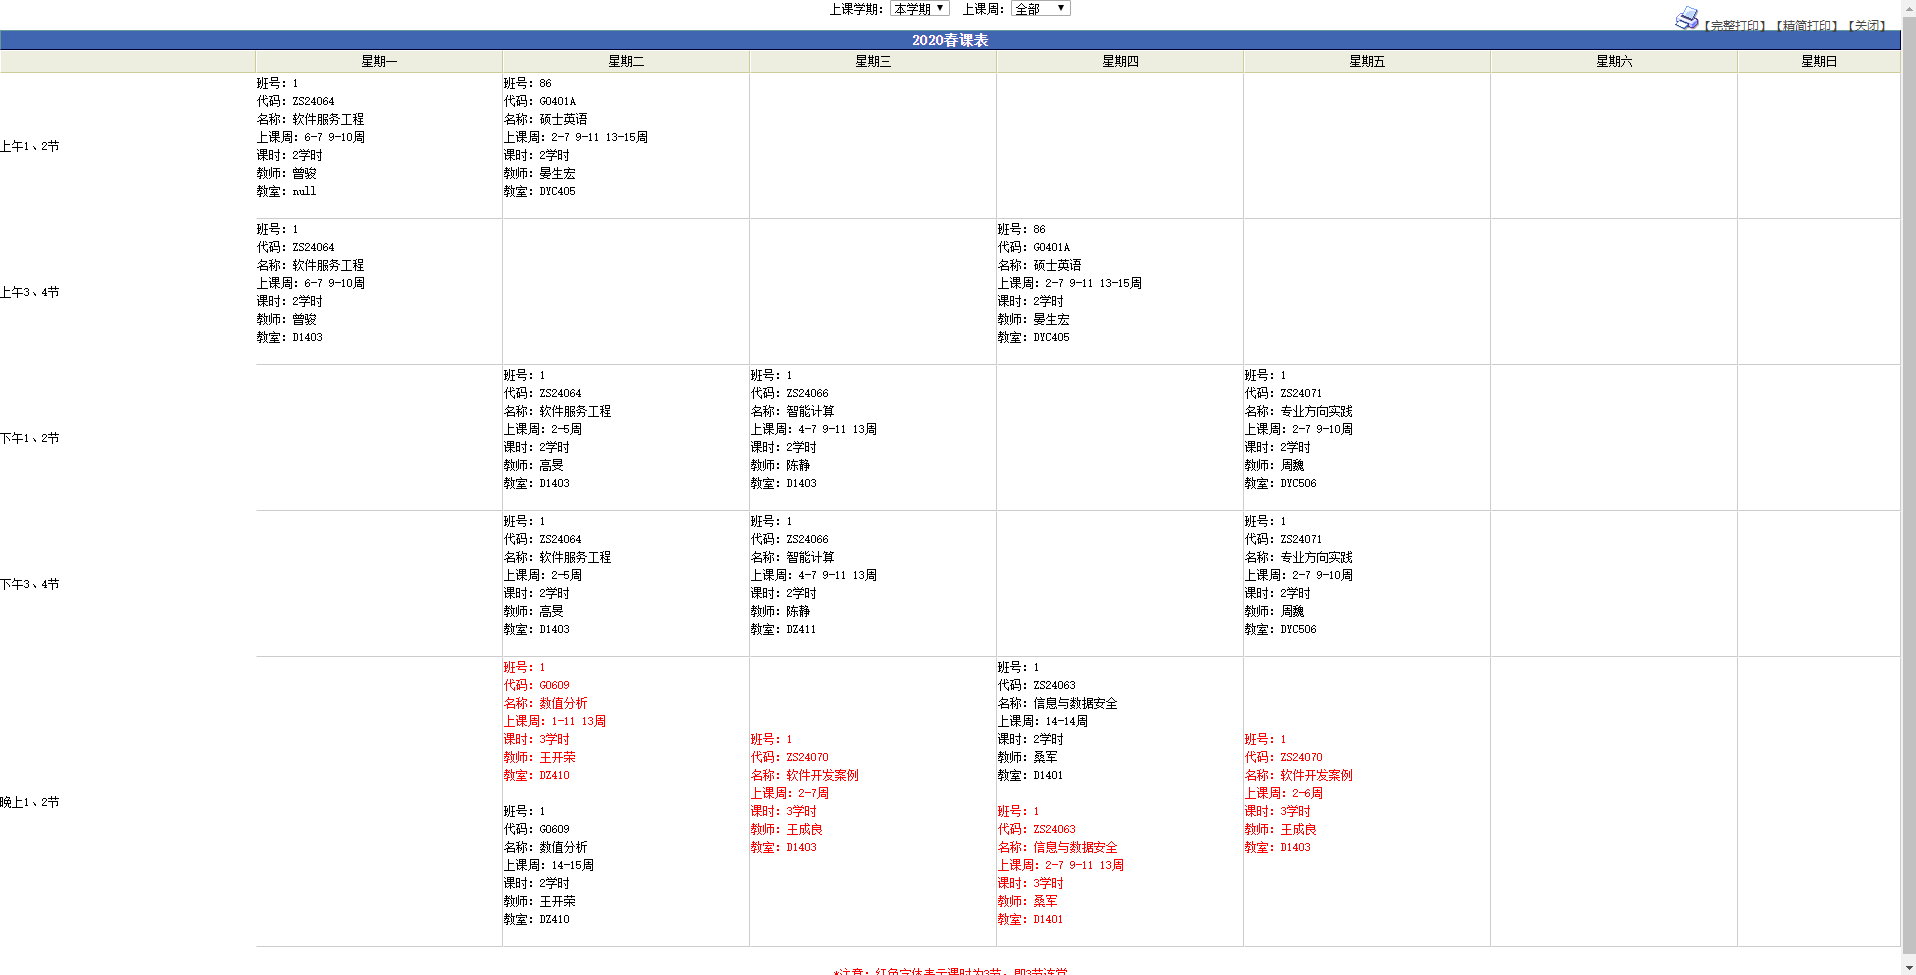 上课学期： 本学期 上课周： 全部
【完整打印】【精简打印】【关闭】
2020春课表
星期一 星期二 星期三 星期四 星期五 星期六 星期日
上午1、2节
班号：1
代码：ZS24064
名称：软件服务工程
上课周：6-7 9-10周
课时：2学时
教师：曾骏
教室：null
班号：86
代码：G0401A
名称：硕士英语
上课周：2-7 9-11 13-15周
课时：2学时
教师：晏生宏
教室：DYC405
上午3、4节
班号：1
代码：ZS24064
名称：软件服务工程
上课周：6-7 9-10周
课时：2学时
教师：曾骏
教室：D1403
班号：86
代码：G0401A
名称：硕士英语
上课周：2-7 9-11 13-15周
课时：2学时
教师：晏生宏
教室：DYC405
下午1、2节
班号：1
代码：ZS24064
名称：软件服务工程
上课周：2-5周
课时：2学时
教师：高旻
教室：D1403
班号：1
代码：ZS24066
名称：智能计算
上课周：4-7 9-11 13周
课时：2学时
教师：陈静
教室：D1403
班号：1
代码：ZS24071
名称：专业方向实践
上课周：2-7 9-10周
课时：2学时
教师：周魏
教室：DYC506
下午3、4节
班号：1
代码：ZS24064
名称：软件服务工程
上课周：2-5周
课时：2学时
教师：高旻
教室：D1403
班号：1
代码：ZS24066
名称：智能计算
上课周：4-7 9-11 13周
课时：2学时
教师：陈静
教室：DZ411
班号：1
代码：ZS24071
名称：专业方向实践
上课周：2-7 9-10周
课时：2学时
教师：周魏
教室：DYC506
晚上1、2节
班号：1
代码：G0609
名称：数值分析
上课周：1-11 13周
课时：3学时
教师：王开荣
教室：DZ410
班号：1
代码：G0609
名称：数值分析
上课周：14-15周
课时：2学时
教师：王开荣
教室：DZ410
班号：1
代码：ZS24070
名称：软件开发案例
上课周：2-7周
课时：3学时
教师：王成良
教室：D1403
班号：1
代码：ZS24063
名称：信息与数据安全
上课周：14-14周
课时：2学时
教师：桑军
教室：D1401
班号：1
代码：ZS24063
名称：信息与数据安全
上课周：2-7 9-11 13周
课时：3学时
教师：桑军
教室：D1401
班号：1
代码：ZS24070
名称：软件开发案例
上课周：2-6周
课时：3学时
教师：王成良
教室：D1403
*注意：红色字体表示课时为3节，即3节连堂